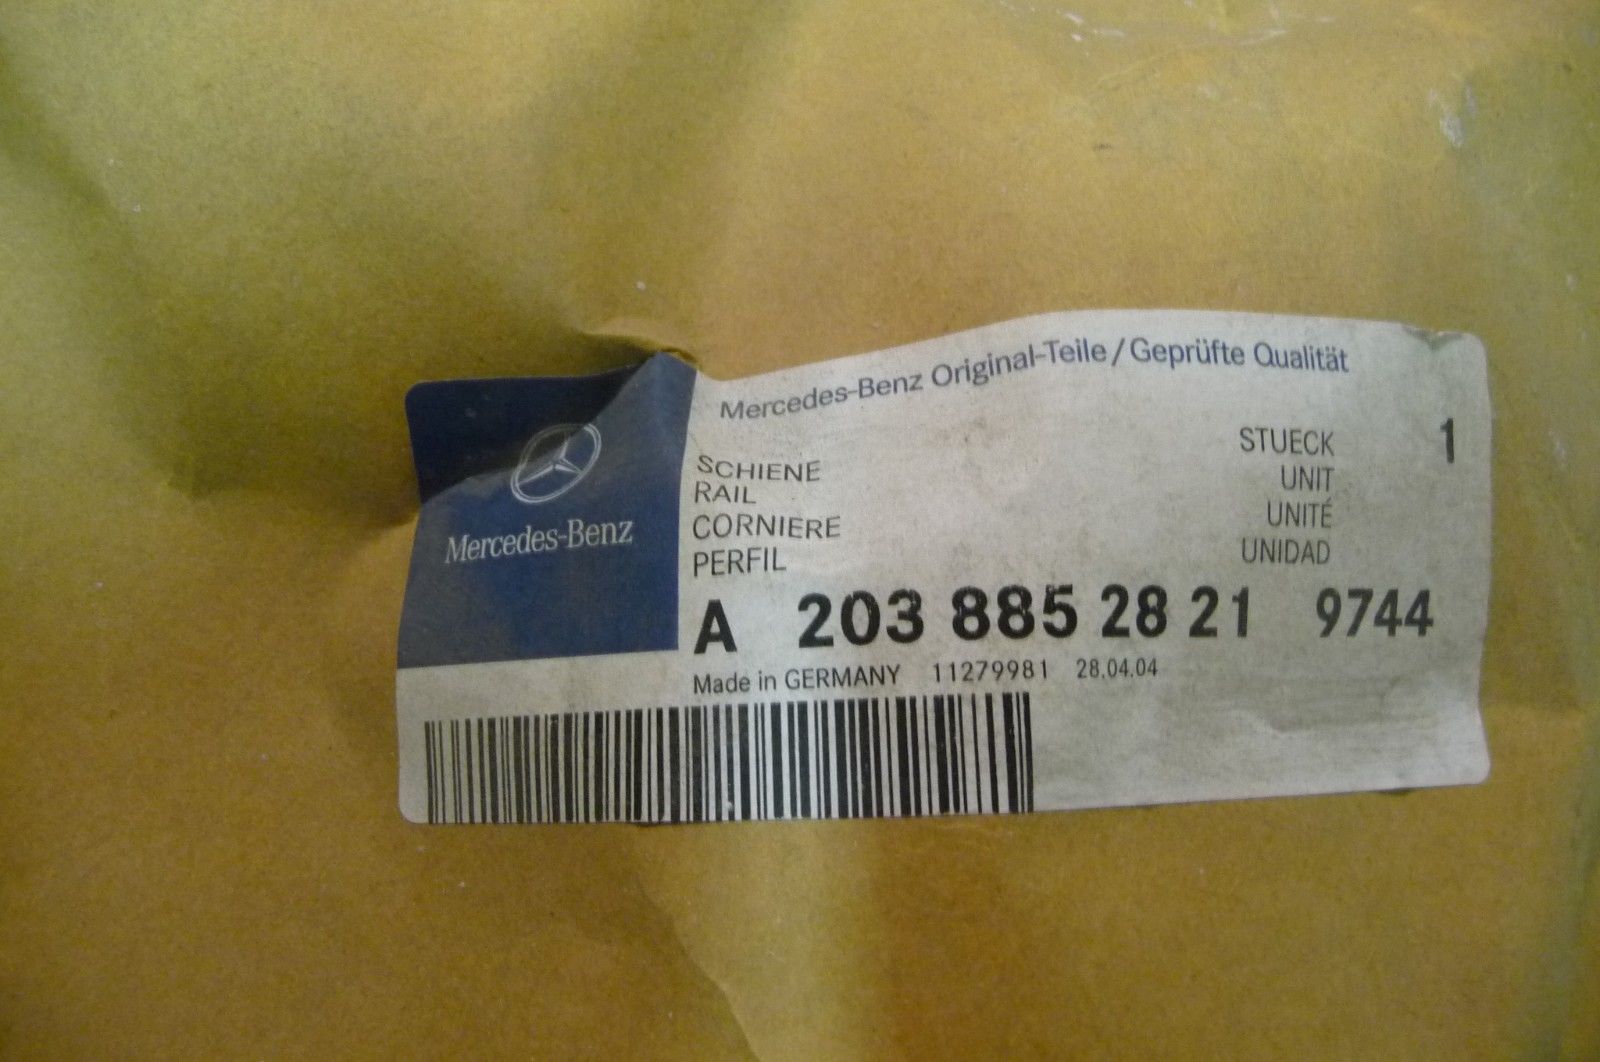 Mercedes-Benz Original-Teile/Geprüfte Qualität
Mercedes-Benz
SCHIENE STUECK 1
RAIL UNIT
CORNIERE UNITÉ
PERFIL UNIDAD
A 203 885 28 21 9744
Made in GERMANY 11279981 28.04.04